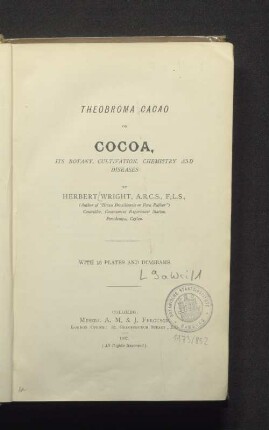 THEOBROMA CACAO
OR
COCOA,
ITS BOTANY, CULTIVATION, CHEMISTRY AND
DISEASES.
BY
HERBERT WRIGHT, A.R.C.S., F.L.S.,
Controller, Government Experiment Station,
Peradeniya, Ceylon.
WITH PLATES AND DIAGRAMS
COLOMBO:
MESSRS. A. M. & J. FERGUSON.
1907.
(All Rights Reserved.)